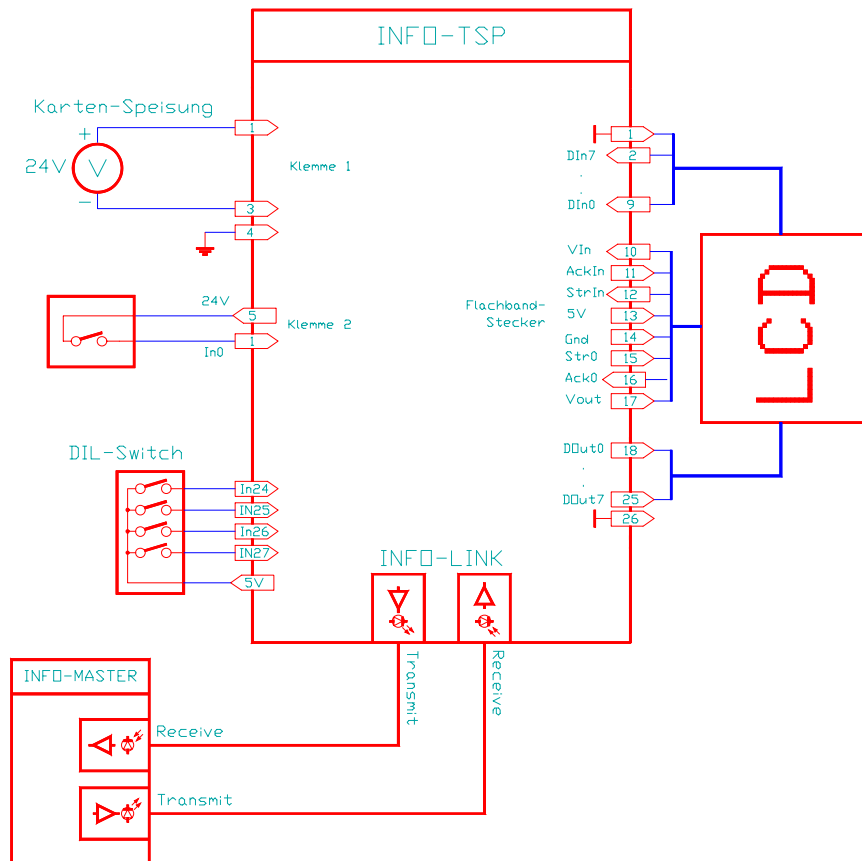 INFO-TSP
Karten-Speisung
+
24V
V
-
1
3
4
Klemme 1
24V
5
1
In0
Klemme 2
DIL-Switch
In24
IN25
In26
IN27
5V
1
DIn7
2
.
.
DIn0
9
VIn
10
AckIn
11
StrIn
12
5V
13
Gnd
14
StrO
15
AckO
16
Vout
17
Flachband-
Stecker
DOut0
18
.
.
DOut7
25
26
LCD
INFO-LINK
Transmit
Receive
INFO-MASTER
Receive
Transmit